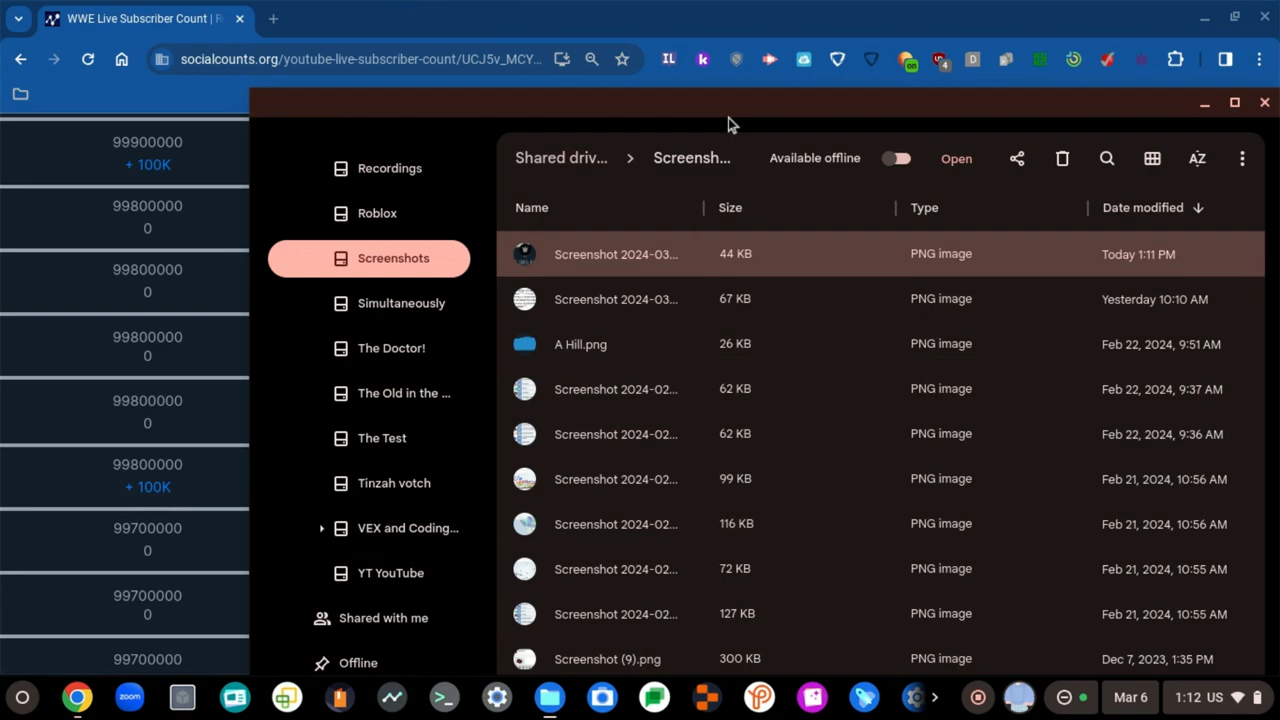 WWE Live Subscriber Count | R
socialcounts.org/youtube-live-subscriber-count/UCJ5v_MCY...
IL
k
on
4
D
99900000
+ 100K
99800000
0
99800000
0
99800000
0
99800000
0
99800000
+ 100K
99700000
0
99700000
0
99700000
Recordings
Roblox
Screenshots
Simultaneously
The Doctor!
The Old in the ...
The Test
Tinzah votch
VEX and Coding...
YT YouTube
Shared with me
Offline
Shared driv... > Screensh... Available offline Open AZ
Name Size Type Date modified
Screenshot 2024-03... 44 KB PNG image Today 1:11 PM
Screenshot 2024-03... 67 KB PNG image Yesterday 10:10 AM
A Hill.png 26 KB PNG image Feb 22, 2024, 9:51 AM
Screenshot 2024-02... 62 KB PNG image Feb 22, 2024, 9:37 AM
Screenshot 2024-02... 62 KB PNG image Feb 22, 2024, 9:36 AM
Screenshot 2024-02... 99 KB PNG image Feb 21, 2024, 10:56 AM
Screenshot 2024-02... 116 KB PNG image Feb 21, 2024, 10:56 AM
Screenshot 2024-02... 72 KB PNG image Feb 21, 2024, 10:55 AM
Screenshot 2024-02... 127 KB PNG image Feb 21, 2024, 10:55 AM
Screenshot (9).png 300 KB PNG image Dec 7, 2023, 1:35 PM
zoom
Mar 6 1:12 US